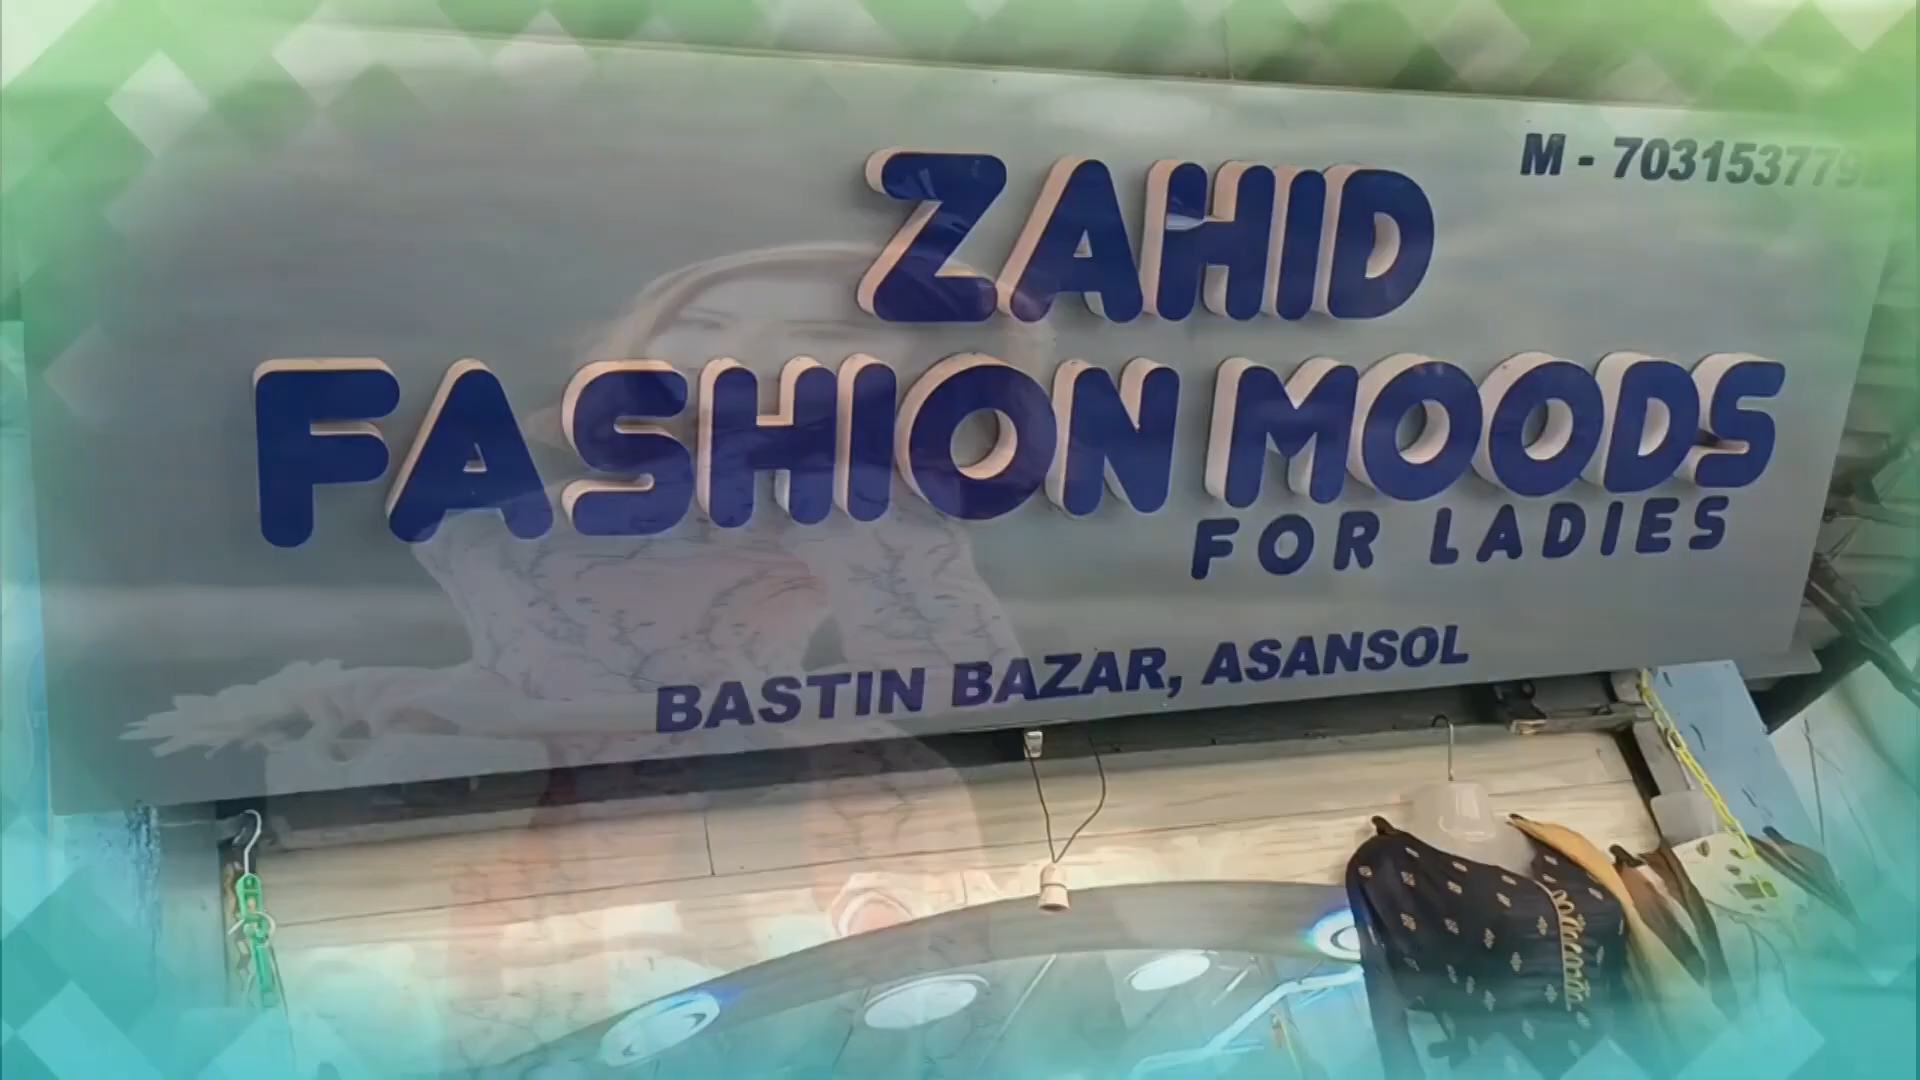 M - 703153779
ZAHID
FASHION MOODS
FOR LADIES
BASTIN BAZAR, ASANSOL